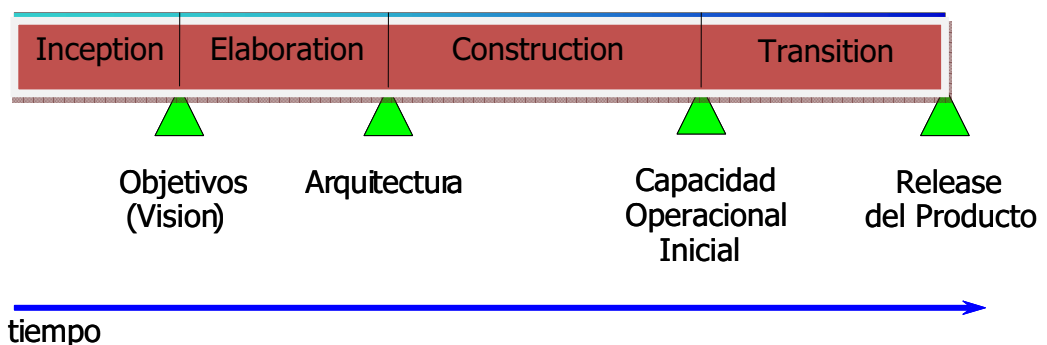 Inception
Elaboration
Construction
Transition
Objetivos
(Vision)
Arquitectura
Capacidad
Operacional
Inicial
Release
del Producto
tiempo